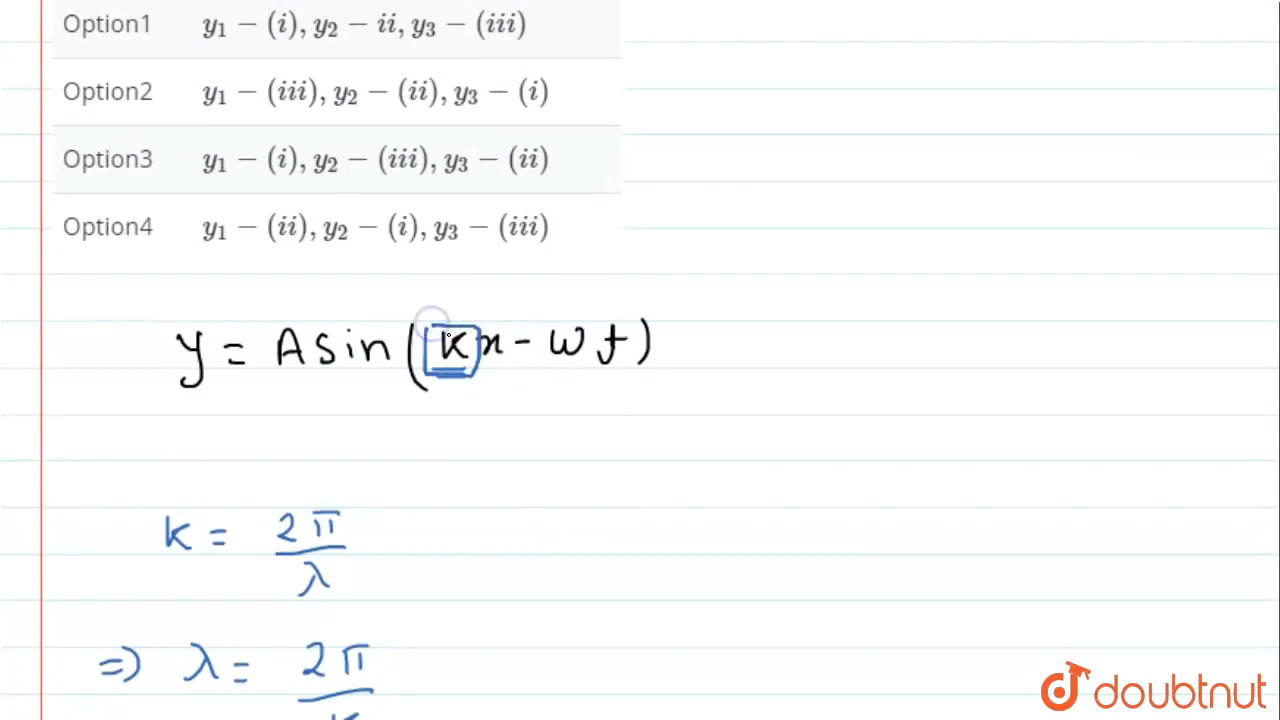 Option1 y₁ − (i), y₂ − ii, y₃ − (iii)
Option2 y₁ − (iii), y₂ − (ii), y₃ − (i)
Option3 y₁ − (i), y₂ − (iii), y₃ − (ii)
Option4 y₁ − (ii), y₂ − (i), y₃ − (iii)
y = A sin (kx - ωt)
k = 2π/λ
⇒ λ = 2π/k
doubtnut